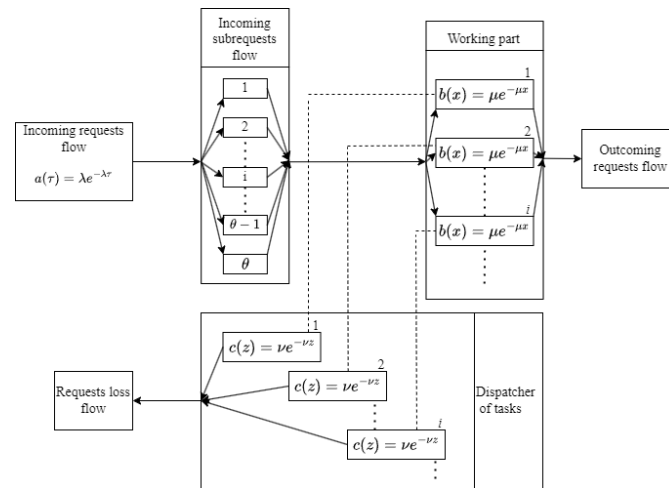 Incoming
subrequests
flow
1
2
i
θ − 1
θ
Incoming requests
flow
a(τ) = λe^{−λτ}
Working part
1
b(x) = μe^{−μx}
2
b(x) = μe^{−μx}
i
b(x) = μe^{−μx}
Outcoming
requests flow
1
c(z) = νe^{−νz}
2
c(z) = νe^{−νz}
i
c(z) = νe^{−νz}
Requests loss
flow
Dispatcher
of tasks